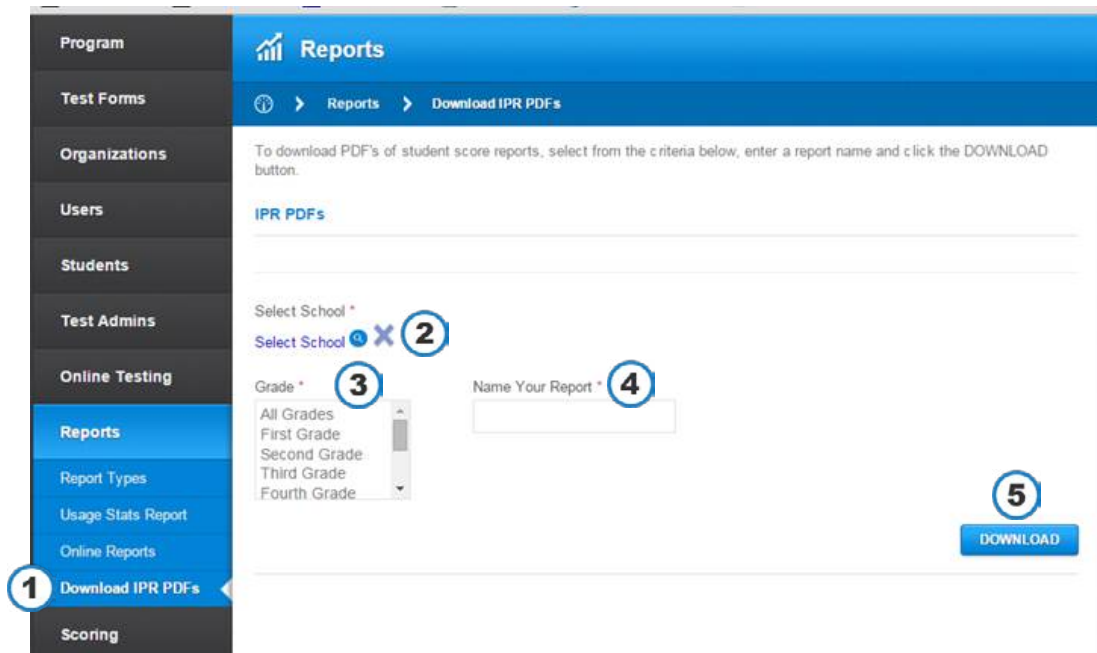 Program
Test Forms
Organizations
Users
Students
Test Admins
Online Testing
Reports
Report Types
Usage Stats Report
Online Reports
1 Download IPR PDFs
Scoring
Reports
Reports Download IPR PDFs
To download PDF's of student score reports, select from the criteria below, enter a report name and click the DOWNLOAD
button.
IPR PDFs
Select School *
Select School 2
Grade * 3
All Grades
First Grade
Second Grade
Third Grade
Fourth Grade
Name Your Report * 4
5
DOWNLOAD